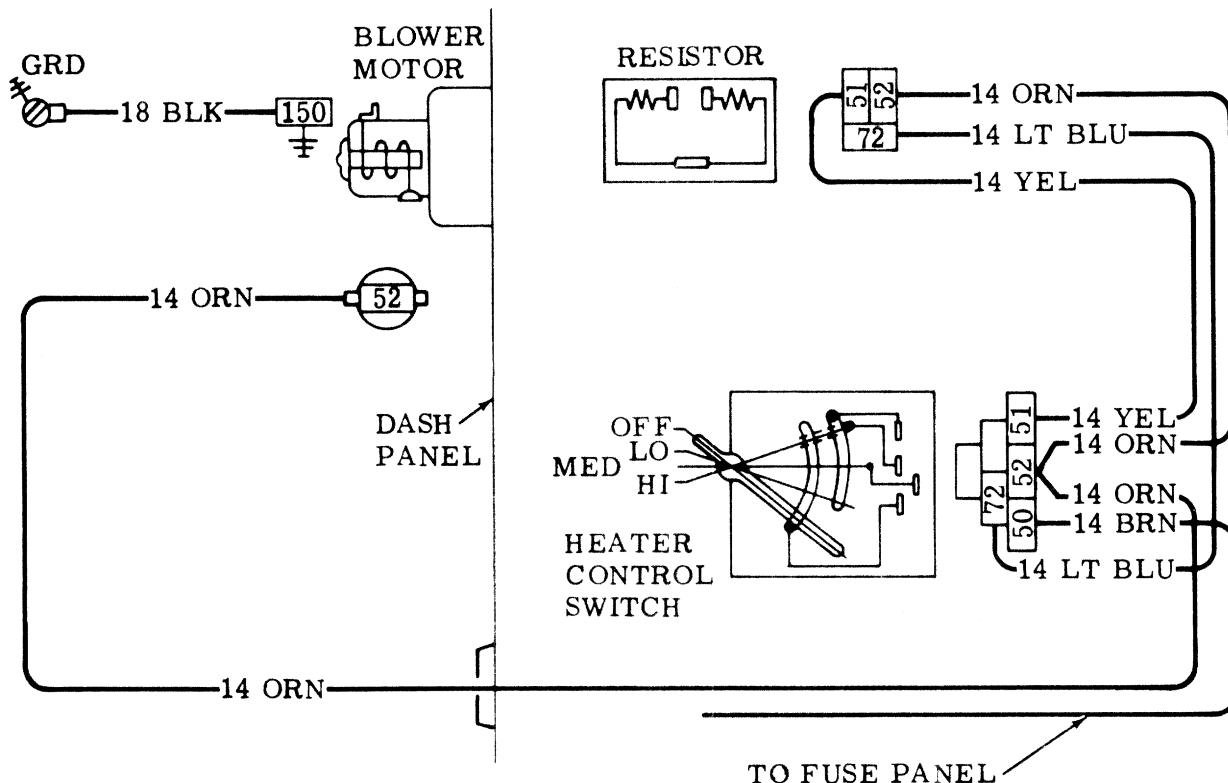 GRD
18 BLK
150
BLOWER
MOTOR
RESISTOR
51
52
72
14 ORN
14 LT BLU
14 YEL
14 ORN
52
DASH
PANEL
OFF
LO
MED
HI
HEATER
CONTROL
SWITCH
51
52
72
50
14 YEL
14 ORN
14 ORN
14 BRN
14 LT BLU
14 ORN
TO FUSE PANEL